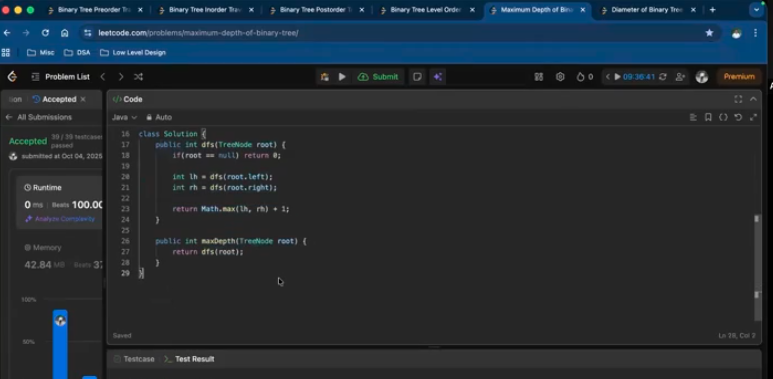 Binary Tree Preorder Tra
Binary Tree Inorder Trav
Binary Tree Postorder T
Binary Tree Level Order
Maximum Depth of Bin
Diameter of Binary Tree
leetcode.com/problems/maximum-depth-of-binary-tree/
Misc
DSA
Low Level Design
Problem List
Submit
0
09:36:41
Premium
ion
Accepted
Code
All Submissions
Java
Auto
Accepted
39 / 39 testcases
passed
submitted at Oct 04, 2025
Runtime
0 ms
Beats 100.00
Analyze Complexity
Memory
42.84 MB
Beats 37
100%
50%
16 class Solution {
17 public int dfs(TreeNode root) {
18 if(root == null) return 0;
19
20 int lh = dfs(root.left);
21 int rh = dfs(root.right);
22
23 return Math.max(lh, rh) + 1;
24 }
25
26 public int maxDepth(TreeNode root) {
27 return dfs(root);
28 }
29 }
Saved
Ln 29, Col 2
Testcase
Test Result